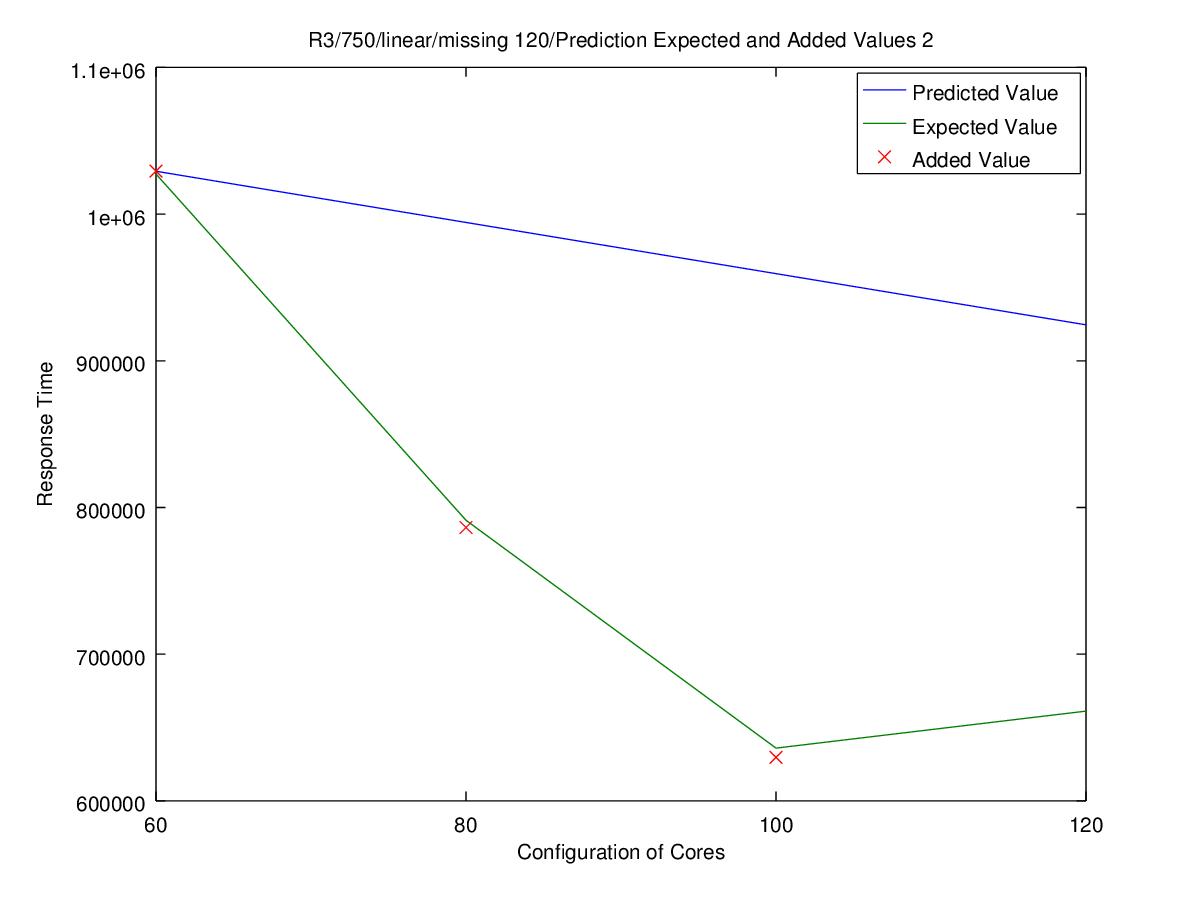 R3/750/linear/missing 120/Prediction Expected and Added Values 2
1.1e+06
1e+06
900000
800000
700000
600000
Response Time
60
80
100
120
Configuration of Cores
Predicted Value
Expected Value
Added Value